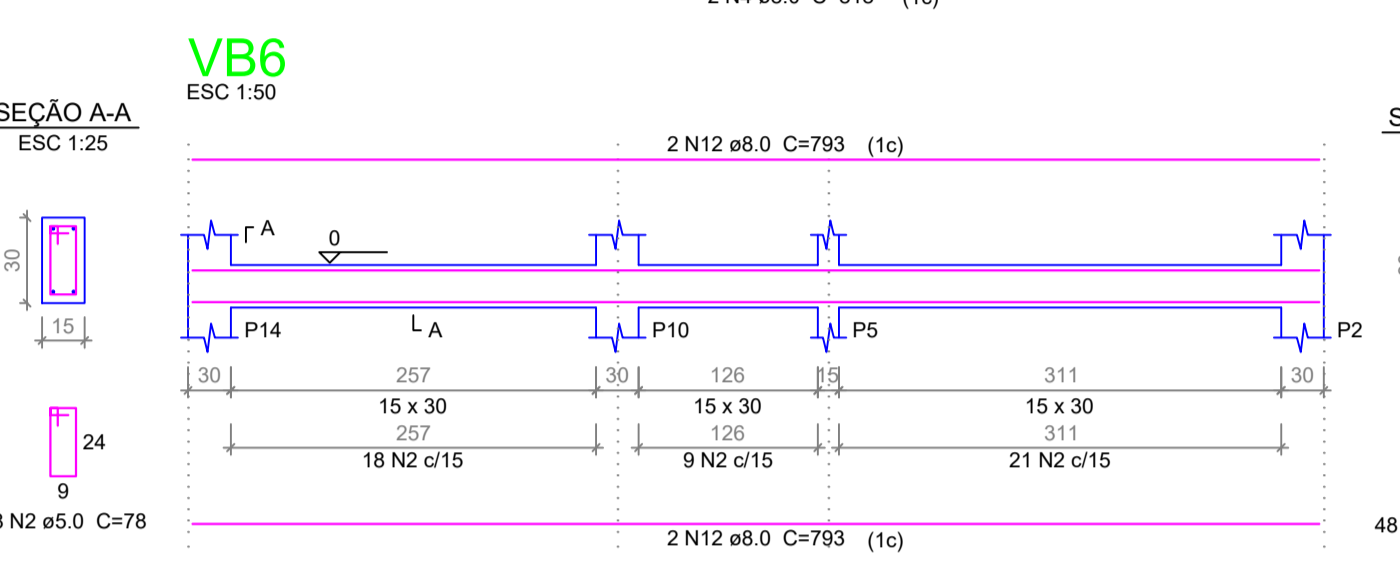 VB6
ESC 1:50
SEÇÃO A-A
ESC 1:25
2 N12 ø8.0 C=793 (1c)
A
0
30
15
A
P14
P10
P5
P2
30
257
30
126
15
311
30
15 x 30
15 x 30
15 x 30
257
126
311
18 N2 c/15
9 N2 c/15
21 N2 c/15
24
9
N2 ø5.0 C=78
2 N12 ø8.0 C=793 (1c)
48